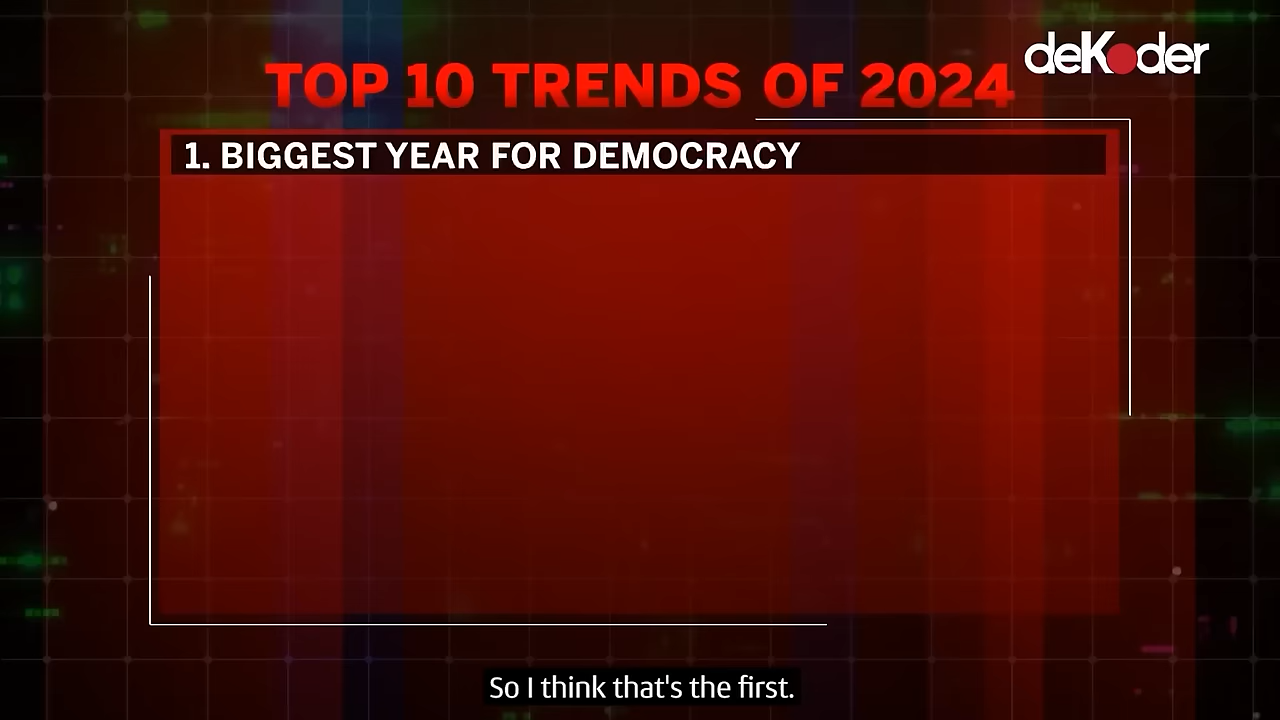 deKoder
TOP 10 TRENDS OF 2024
1. BIGGEST YEAR FOR DEMOCRACY
So I think that's the first.